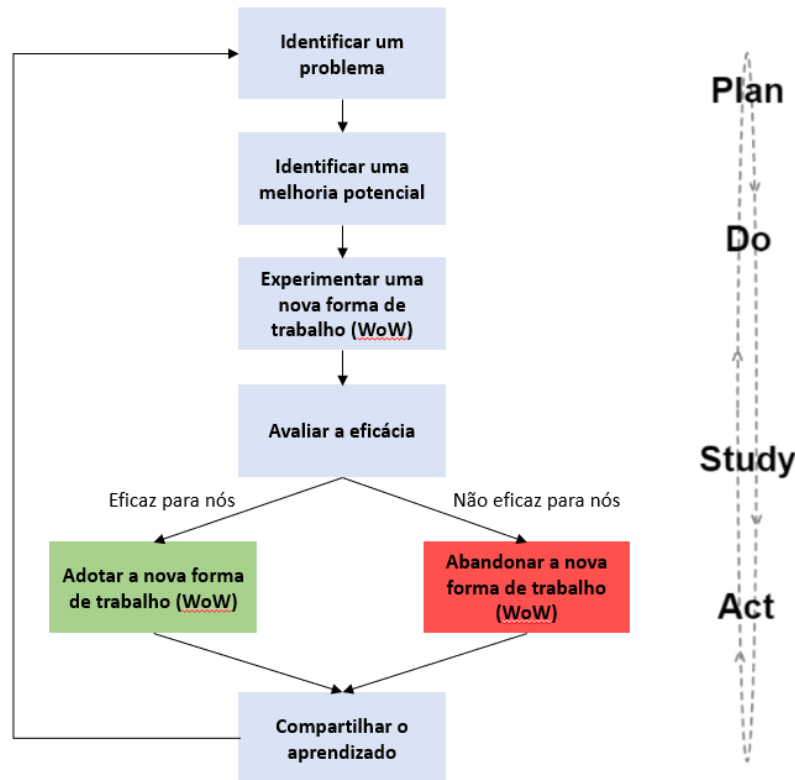 Identificar um
problema
Plan
Identificar uma
melhoria potencial
Do
Experimentar uma
nova forma de
trabalho (WoW)
Avaliar a eficácia
Study
Eficaz para nós
Não eficaz para nós
Adotar a nova forma
de trabalho (WoW)
Abandonar a nova
forma de trabalho
(WoW)
Act
Compartilhar o
aprendizado